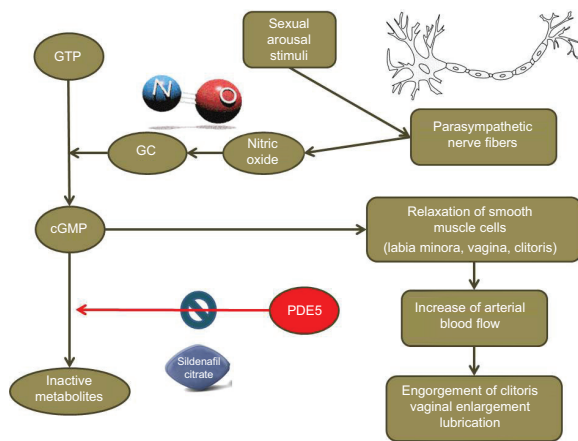 Sexual arousal
stimuli
GTP
N
O
Parasympathetic
nerve fibers
Nitric
oxide
GC
cGMP
Relaxation of smooth
muscle cells
(labia minora, vagina, clitoris)
PDE5
Increase of arterial
blood flow
Sildenafil
citrate
Inactive
metabolites
Engorgement of clitoris
vaginal enlargement
lubrication